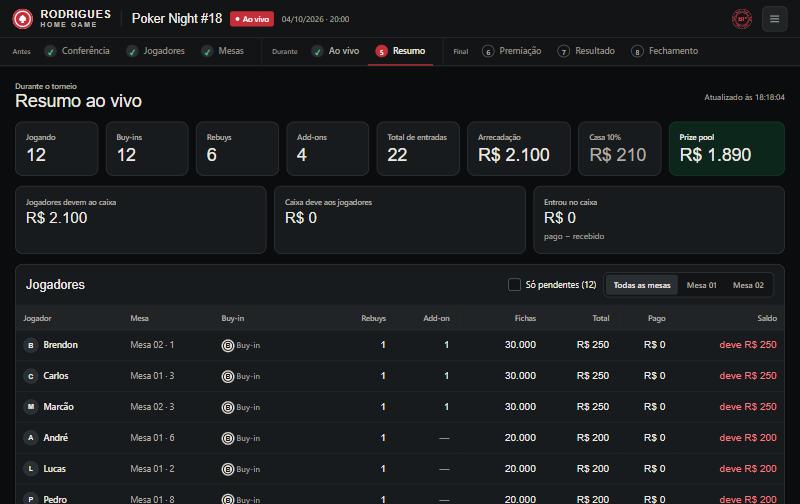 RODRIGUES
HOME GAME
Poker Night #18
Ao vivo
04/10/2026 · 20:00
Antes
Conferência
Jogadores
Mesas
Durante
Ao vivo
5 Resumo
Final
6 Premiação
7 Resultado
8 Fechamento
Durante o torneio
Resumo ao vivo
Atualizado às 18:18:04
Jogando
12
Buy-ins
12
Rebuys
6
Add-ons
4
Total de entradas
22
Arrecadação
R$ 2.100
Casa 10%
R$ 210
Prize pool
R$ 1.890
Jogadores devem ao caixa
R$ 2.100
Caixa deve aos jogadores
R$ 0
Entrou no caixa
R$ 0
pago − recebido
Jogadores
Só pendentes (12)
Todas as mesas
Mesa 01
Mesa 02
Jogador Mesa Buy-in Rebuys Add-on Fichas Total Pago Saldo
B Brendon Mesa 02 · 1 Buy-in 1 1 30.000 R$ 250 R$ 0 deve R$ 250
C Carlos Mesa 01 · 3 Buy-in 1 1 30.000 R$ 250 R$ 0 deve R$ 250
M Marcão Mesa 02 · 3 Buy-in 1 1 30.000 R$ 250 R$ 0 deve R$ 250
A André Mesa 01 · 6 Buy-in 1 — 20.000 R$ 200 R$ 0 deve R$ 200
L Lucas Mesa 01 · 2 Buy-in 1 — 20.000 R$ 200 R$ 0 deve R$ 200
P Pedro Mesa 01 · 8 Buy-in 1 — 20.000 R$ 200 R$ 0 deve R$ 200